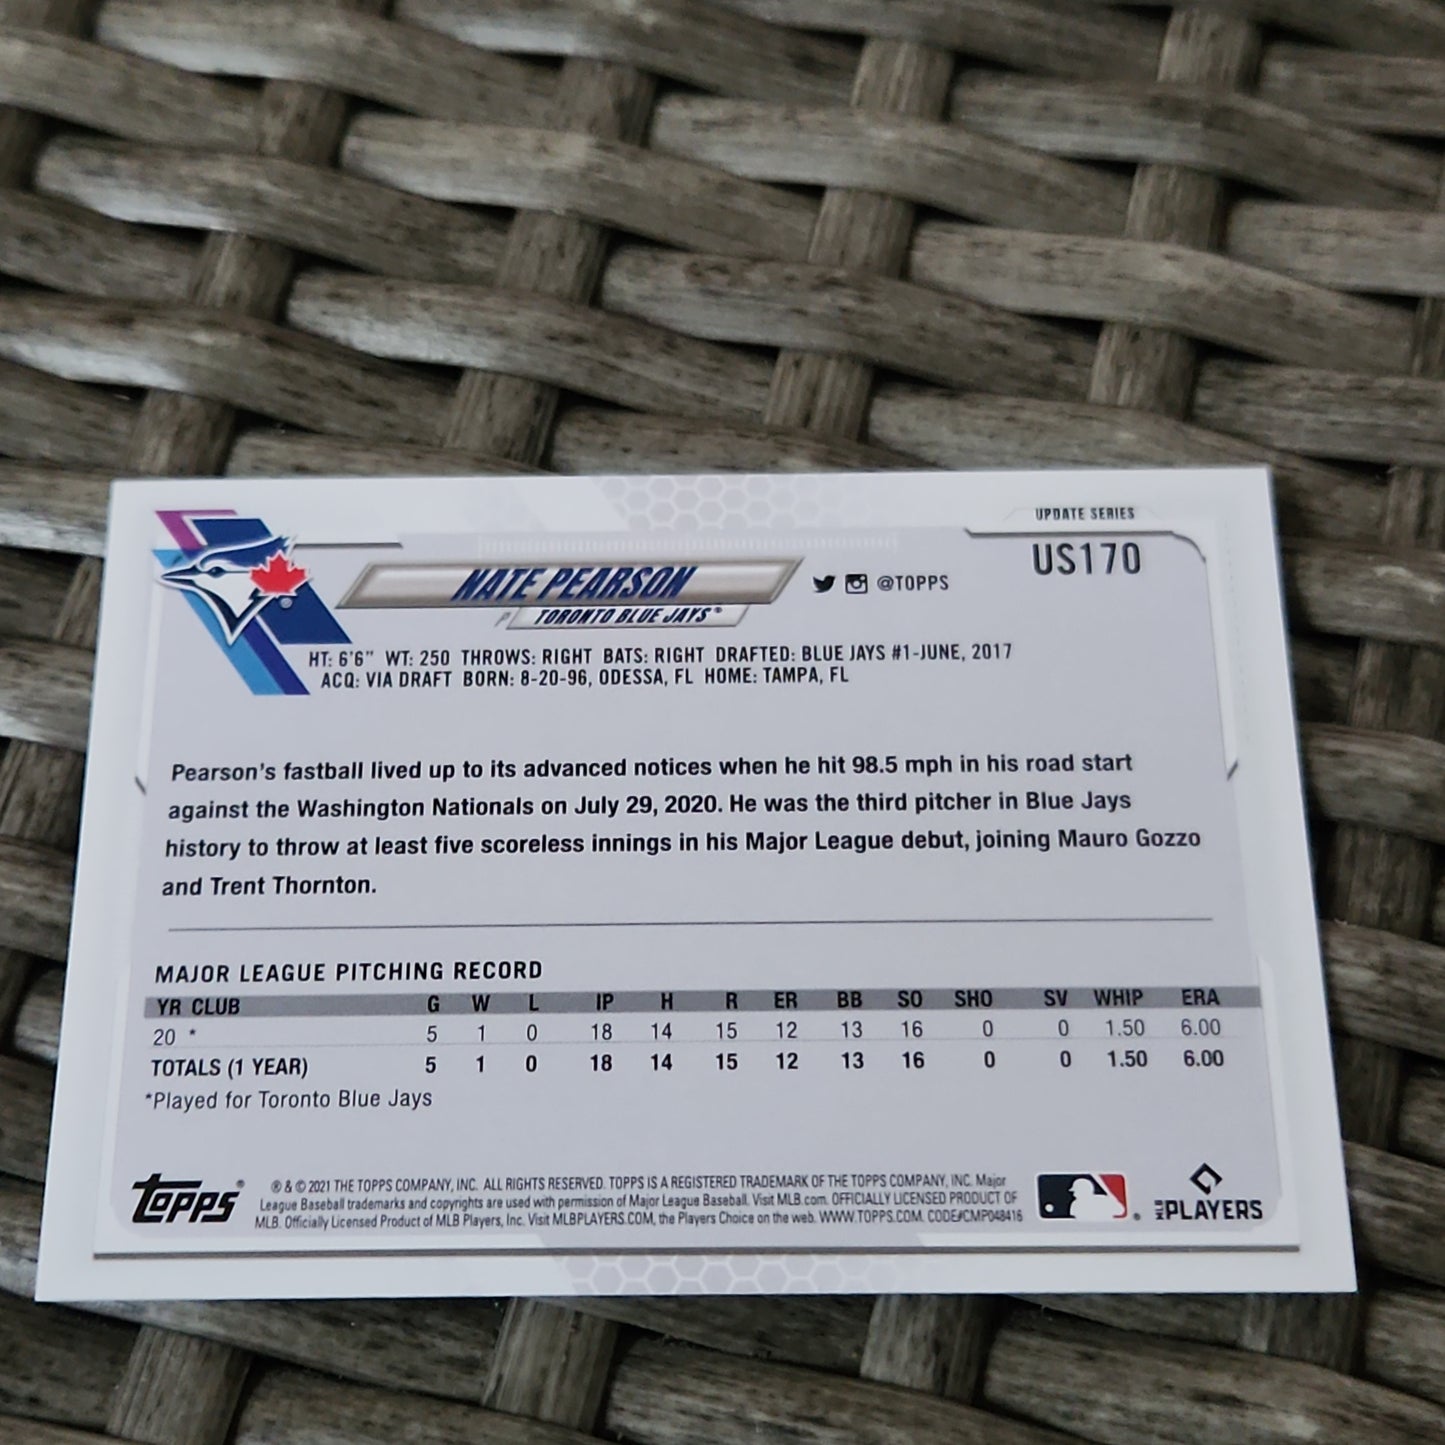 UPDATE SERIES
US170
NATE PEARSON
@TOPPS
P TORONTO BLUE JAYS®
HT: 6'6" WT: 250 THROWS: RIGHT BATS: RIGHT DRAFTED: BLUE JAYS #1-JUNE, 2017
ACQ: VIA DRAFT BORN: 8-20-96, ODESSA, FL HOME: TAMPA, FL
Pearson's fastball lived up to its advanced notices when he hit 98.5 mph in his road start
against the Washington Nationals on July 29, 2020. He was the third pitcher in Blue Jays
history to throw at least five scoreless innings in his Major League debut, joining Mauro Gozzo
and Trent Thornton.
MAJOR LEAGUE PITCHING RECORD
YR CLUB G W L IP H R ER BB SO SHO SV WHIP ERA
20 * 5 1 0 18 14 15 12 13 16 0 0 1.50 6.00
TOTALS (1 YEAR) 5 1 0 18 14 15 12 13 16 0 0 1.50 6.00
*Played for Toronto Blue Jays
TOPPS®
® & © 2021 THE TOPPS COMPANY, INC. ALL RIGHTS RESERVED. TOPPS IS A REGISTERED TRADEMARK OF THE TOPPS COMPANY, INC. Major
League Baseball trademarks and copyrights are used with permission of Major League Baseball. Visit MLB.com. OFFICIALLY LICENSED PRODUCT OF
MLB. Officially Licensed Product of MLB Players, Inc. Visit MLBPLAYERS.COM, the Players Choice on the web. WWW.TOPPS.COM. CODE#CMP048416
MLB PLAYERS